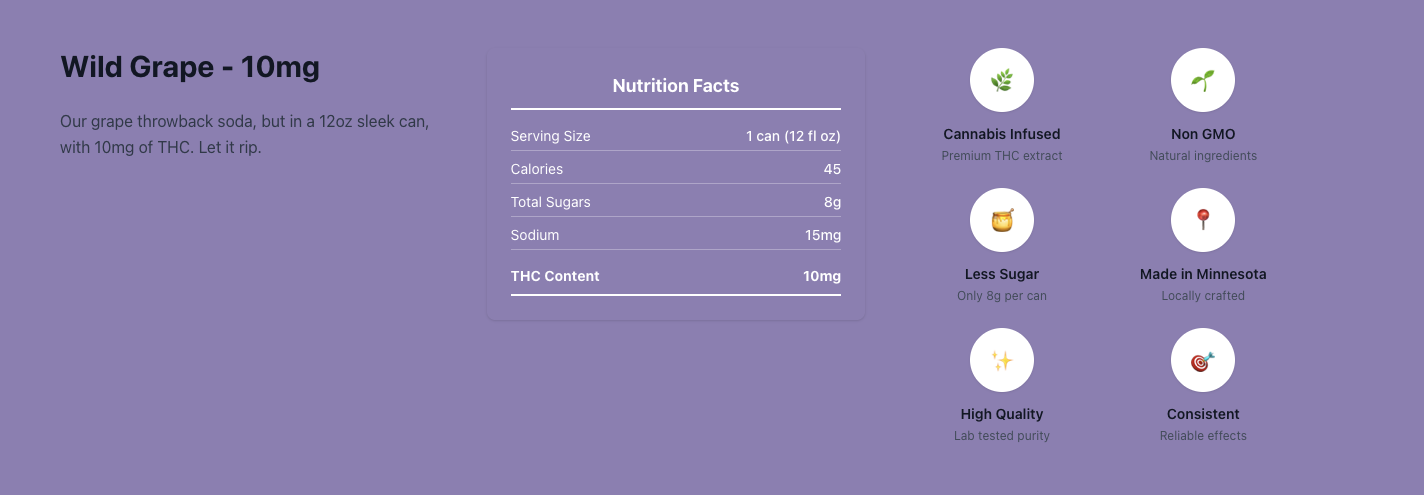 Wild Grape - 10mg
Our grape throwback soda, but in a 12oz sleek can,
with 10mg of THC. Let it rip.
Nutrition Facts
Serving Size 1 can (12 fl oz)
Calories 45
Total Sugars 8g
Sodium 15mg
THC Content 10mg
Cannabis Infused
Premium THC extract
Non GMO
Natural ingredients
Less Sugar
Only 8g per can
Made in Minnesota
Locally crafted
High Quality
Lab tested purity
Consistent
Reliable effects